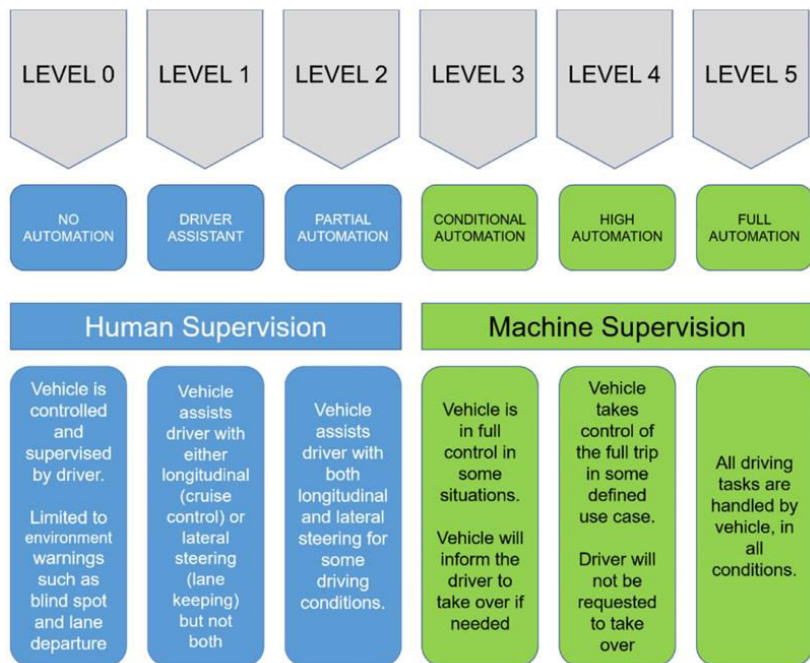 LEVEL 0
LEVEL 1
LEVEL 2
LEVEL 3
LEVEL 4
LEVEL 5
NO
AUTOMATION
DRIVER
ASSISTANT
PARTIAL
AUTOMATION
CONDITIONAL
AUTOMATION
HIGH
AUTOMATION
FULL
AUTOMATION
Human Supervision
Machine Supervision
Vehicle is
controlled
and
supervised
by driver.
Limited to
environment
warnings
such as
blind spot
and lane
departure
Vehicle
assists
driver with
either
longitudinal
(cruise
control) or
lateral
steering
(lane
keeping)
but not
both
Vehicle
assists
driver with
both
longitudinal
and lateral
steering for
some
driving
conditions.
Vehicle is
in full
control in
some
situations.
Vehicle will
inform the
driver to
take over if
needed
Vehicle
takes
control of
the full trip
in some
defined
use case.
Driver will
not be
requested
to take
over
All driving
tasks are
handled by
vehicle, in
all
conditions.